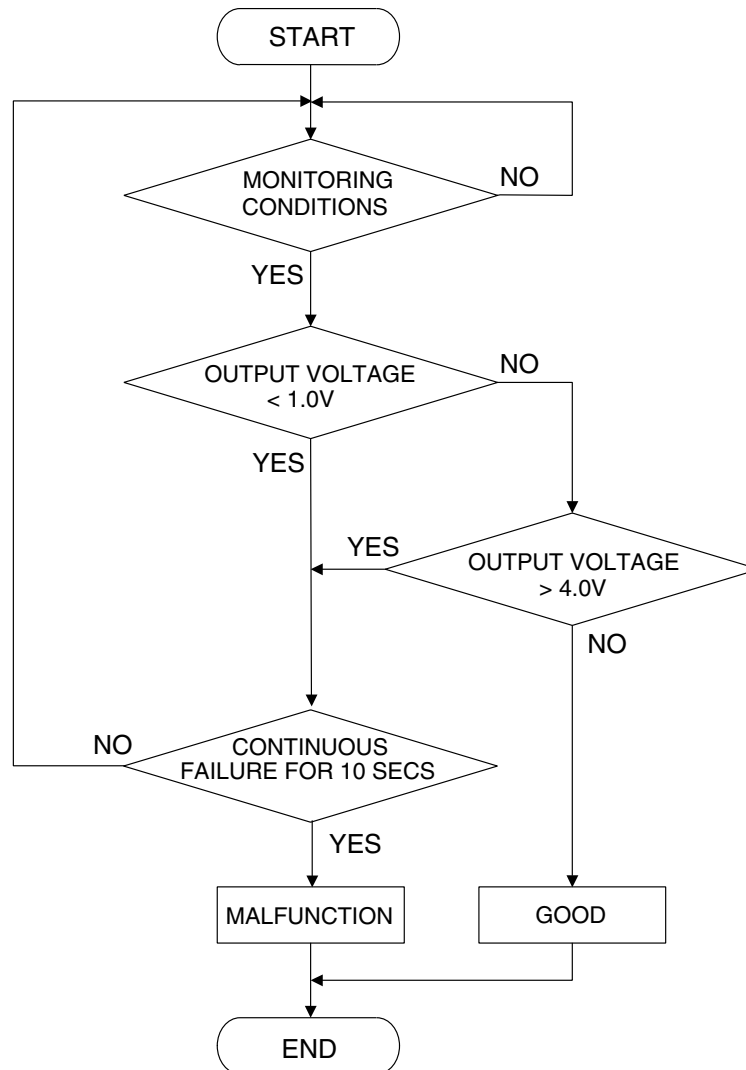 START
MONITORING
CONDITIONS
NO
YES
OUTPUT VOLTAGE
< 1.0V
NO
YES
YES
OUTPUT VOLTAGE
> 4.0V
NO
NO
CONTINUOUS
FAILURE FOR 10 SECS
YES
MALFUNCTION
GOOD
END